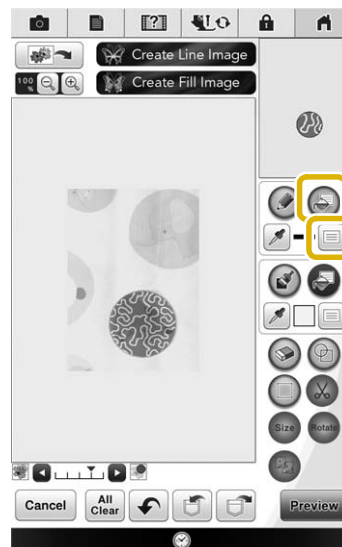 Create Line Image
100 %
Create Fill Image
Size
Rotate
Cancel
All Clear
Preview